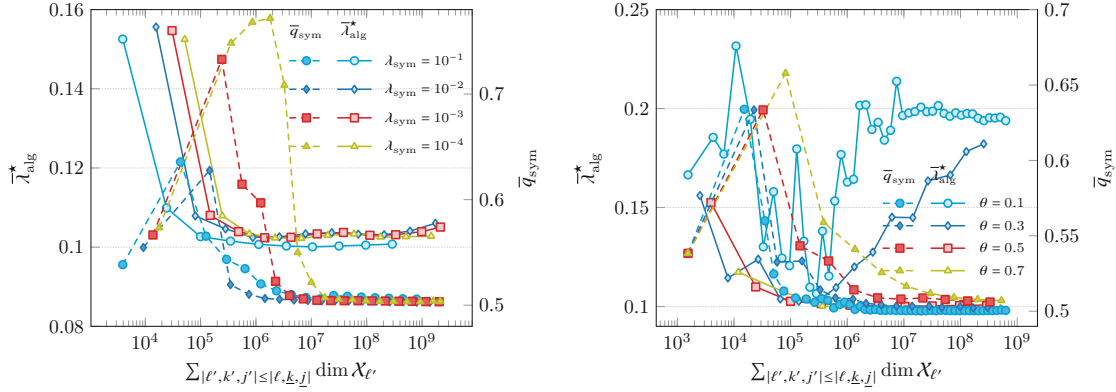 0.16
0.14
0.12
0.1
0.08
λ̄⋆alg
q̄sym λ̄⋆alg
λsym = 10−1
λsym = 10−2
λsym = 10−3
λsym = 10−4
0.7
0.6
0.5
q̄sym
10⁴ 10⁵ 10⁶ 10⁷ 10⁸ 10⁹
∑|ℓ′,k′,j′|≤|ℓ,k,j| dim 𝒳ℓ′
0.25
0.2
0.15
0.1
λ̄⋆alg
q̄sym λ̄⋆alg
θ = 0.1
θ = 0.3
θ = 0.5
θ = 0.7
0.7
0.65
0.6
0.55
0.5
q̄sym
10³ 10⁴ 10⁵ 10⁶ 10⁷ 10⁸ 10⁹
∑|ℓ′,k′,j′|≤|ℓ,k,j| dim 𝒳ℓ′